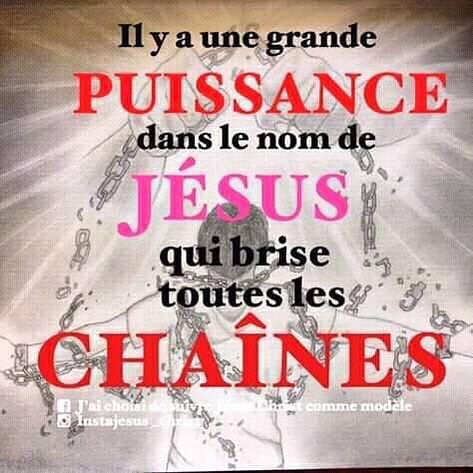 Il y a une grande
PUISSANCE
dans le nom de
JÉSUS
qui brise
toutes les
CHAÎNES
J'ai choisi de suivre Jésus Christ comme modèle
Instajesus_christ